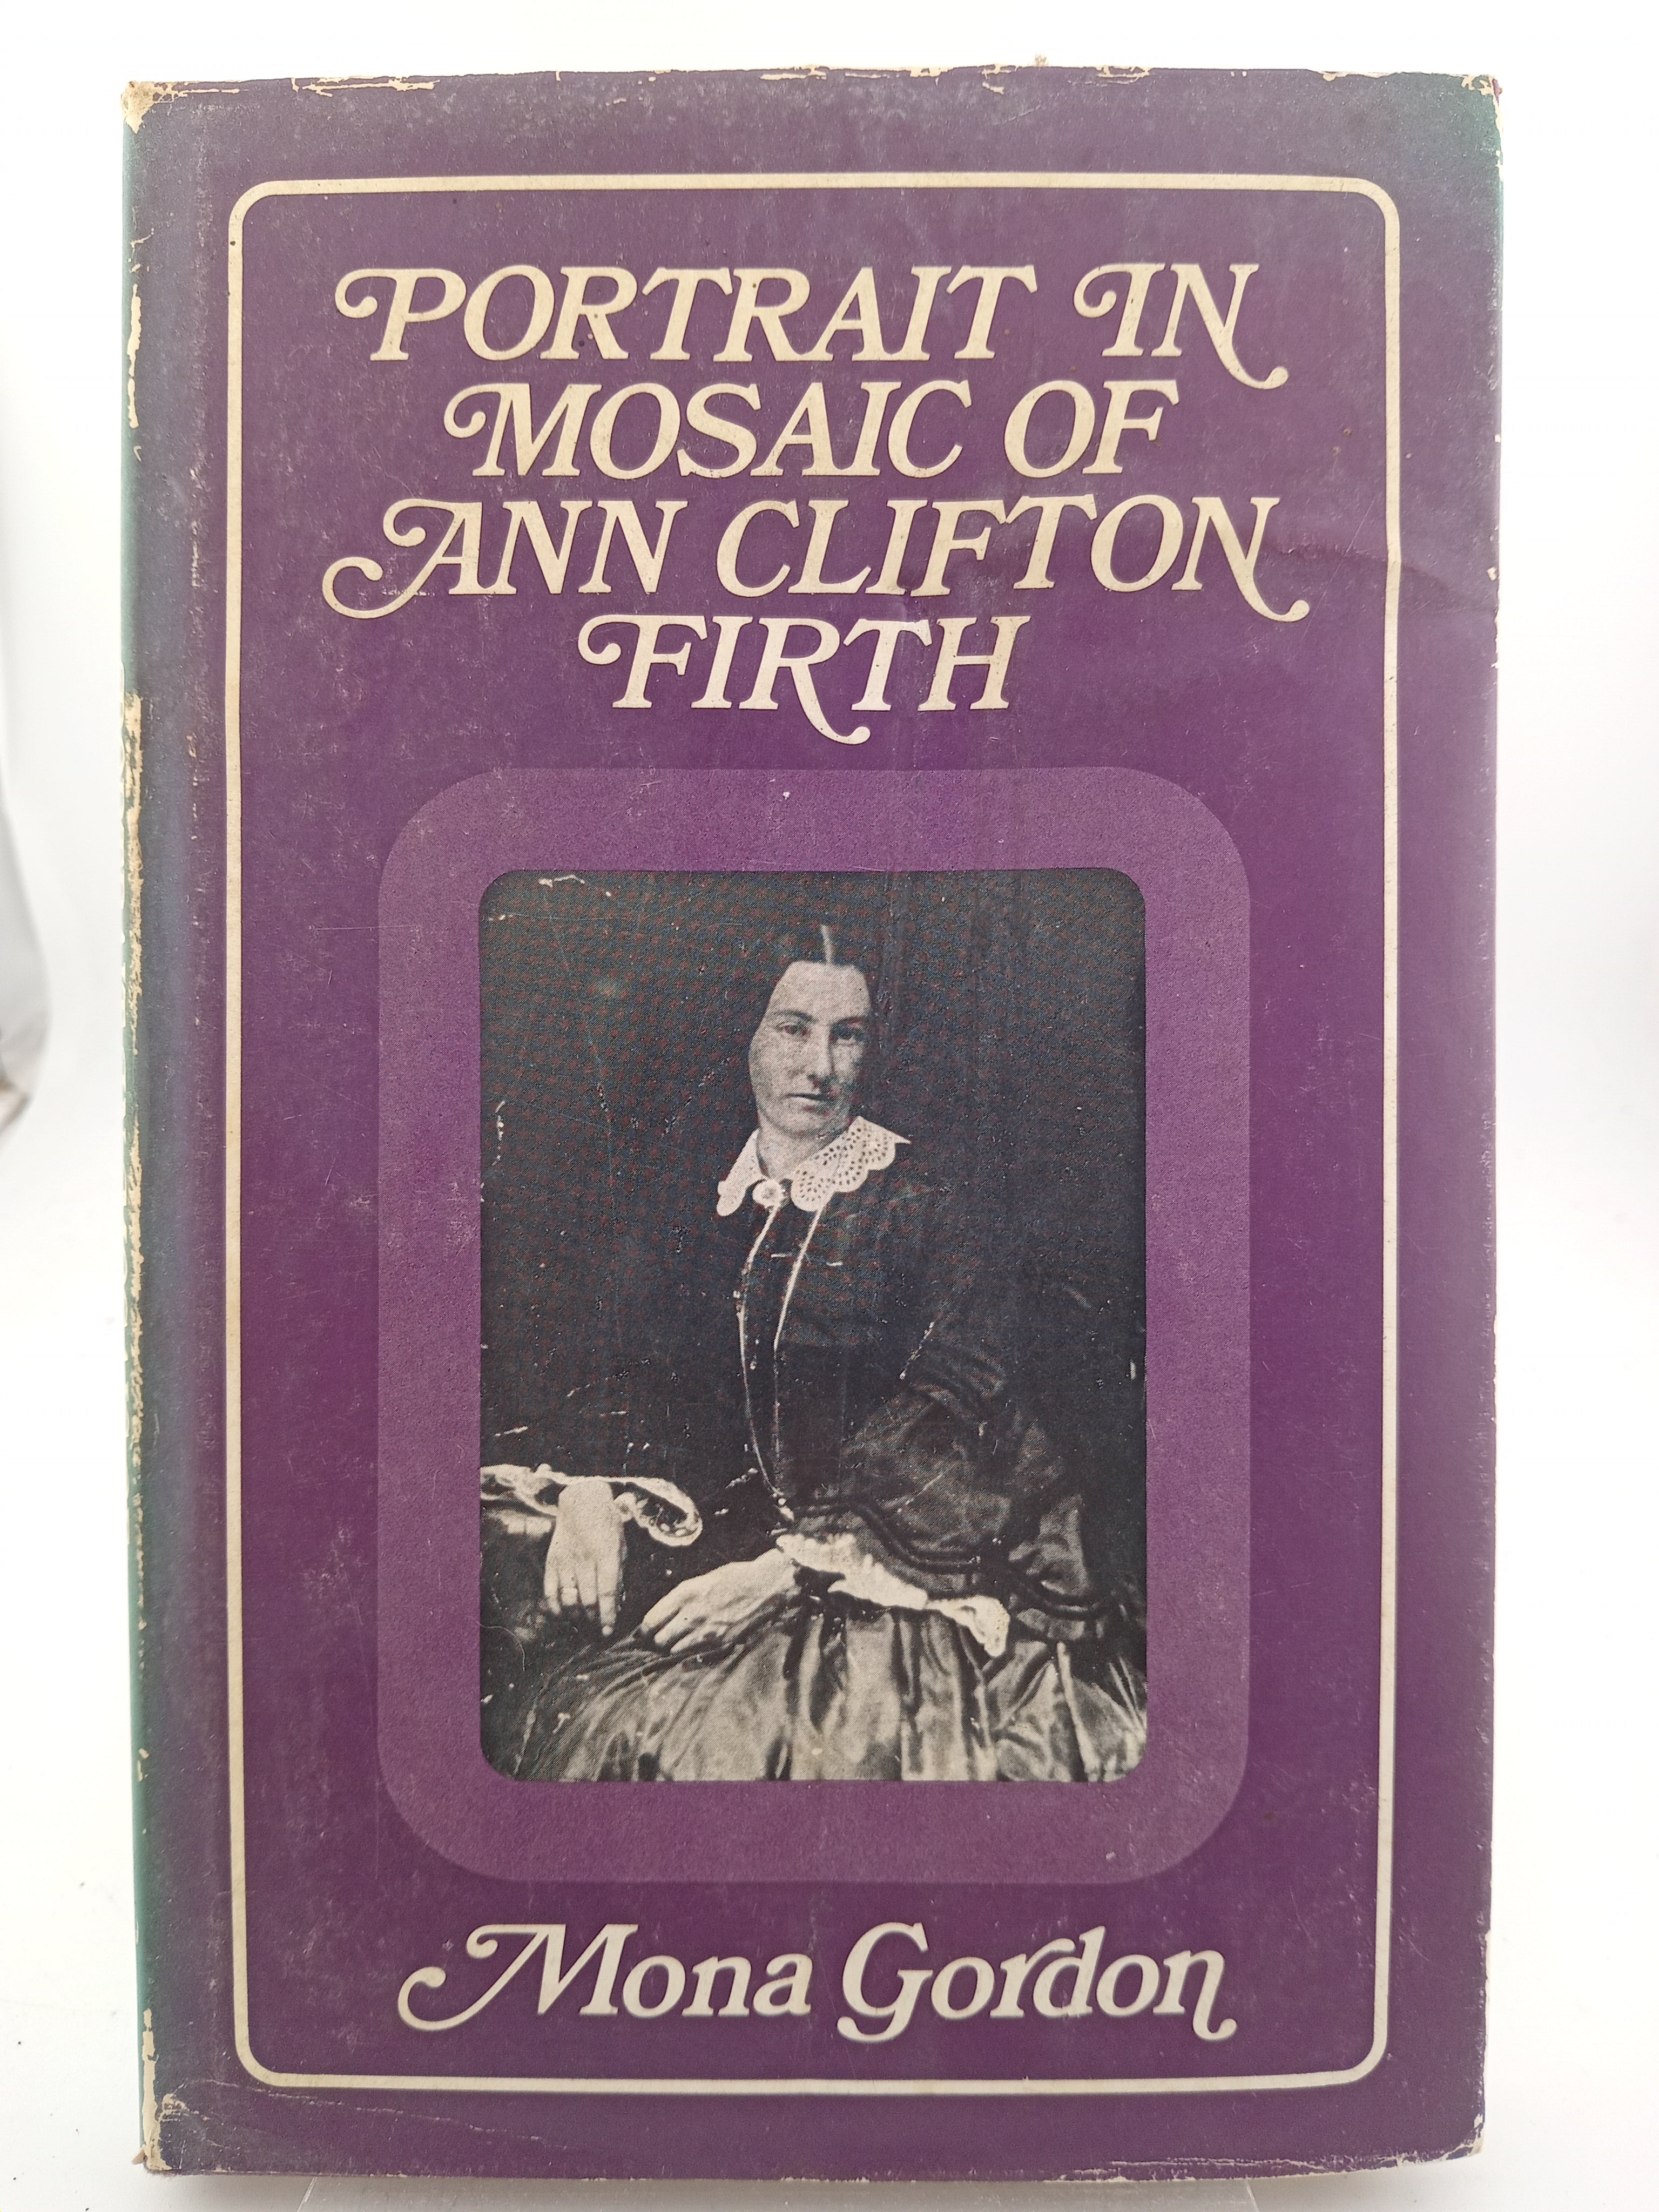 PORTRAIT IN
MOSAIC OF
ANN CLIFTON
FIRTH
Mona Gordon